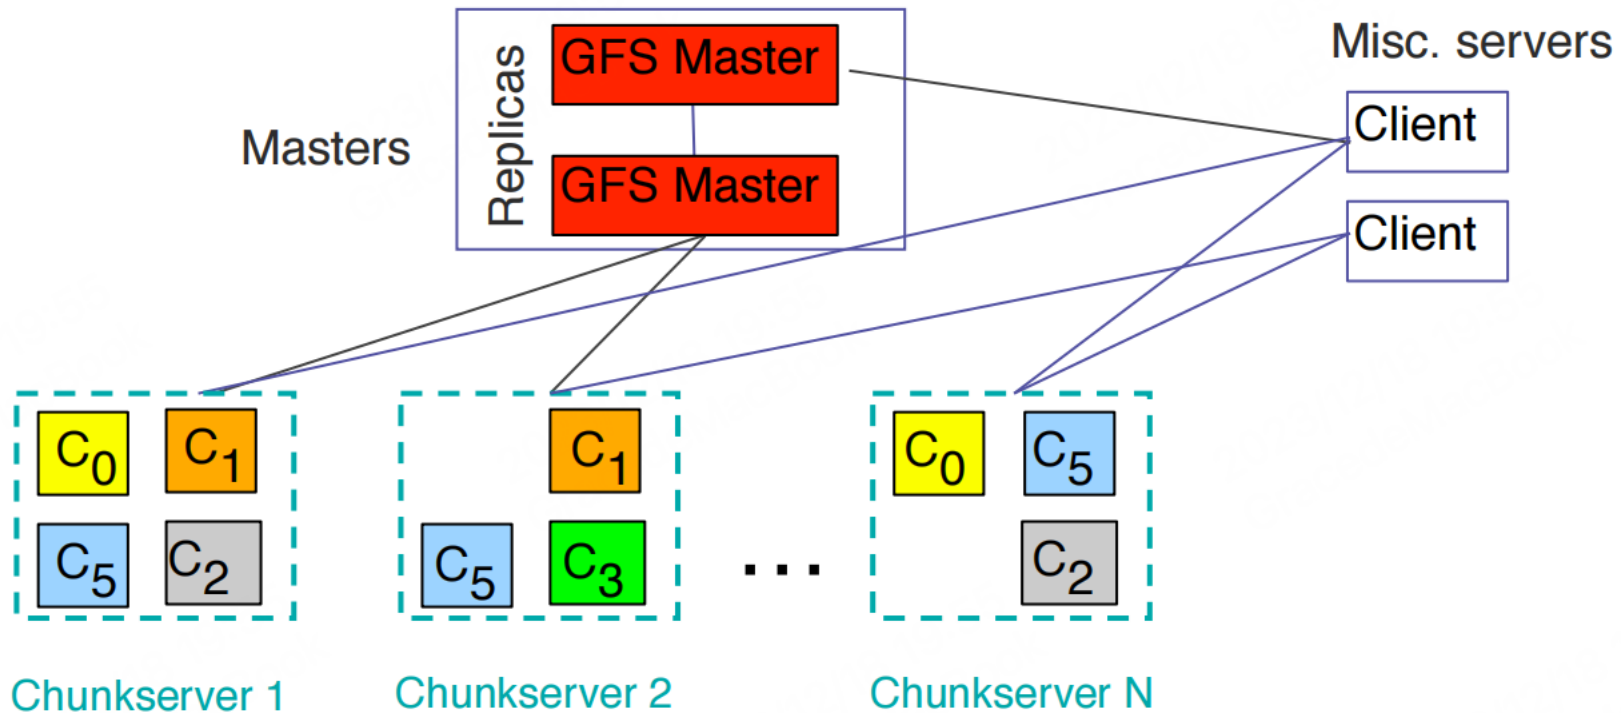 Misc. servers
GFS Master
Replicas
Masters
GFS Master
Client
Client
C0 C1
C5 C2
C1
C5 C3
...
C0 C5
C2
Chunkserver 1
Chunkserver 2
Chunkserver N